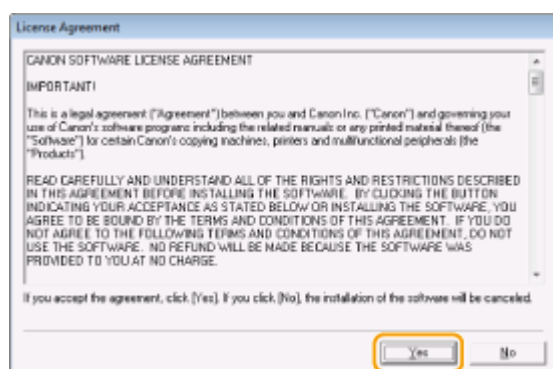 License Agreement
CANON SOFTWARE LICENSE AGREEMENT
IMPORTANT!
This is a legal agreement ("Agreement") between you and Canon Inc. ("Canon") and governing your
use of Canon's software programs including the related manuals or any printed material thereof (the
"Software") for certain Canon's copying machines, printers and multifunctional peripherals (the
"Products").
READ CAREFULLY AND UNDERSTAND ALL OF THE RIGHTS AND RESTRICTIONS DESCRIBED
IN THIS AGREEMENT BEFORE INSTALLING THE SOFTWARE. BY CLICKING THE BUTTON
INDICATING YOUR ACCEPTANCE AS STATED BELOW OR INSTALLING THE SOFTWARE, YOU
AGREE TO BE BOUND BY THE TERMS AND CONDITIONS OF THIS AGREEMENT. IF YOU DO
NOT AGREE TO THE FOLLOWING TERMS AND CONDITIONS OF THIS AGREEMENT, DO NOT
USE THE SOFTWARE. NO REFUND WILL BE MADE BECAUSE THE SOFTWARE WAS
PROVIDED TO YOU AT NO CHARGE.
If you accept the agreement, click [Yes]. If you click [No], the installation of the software will be canceled.
Yes
No